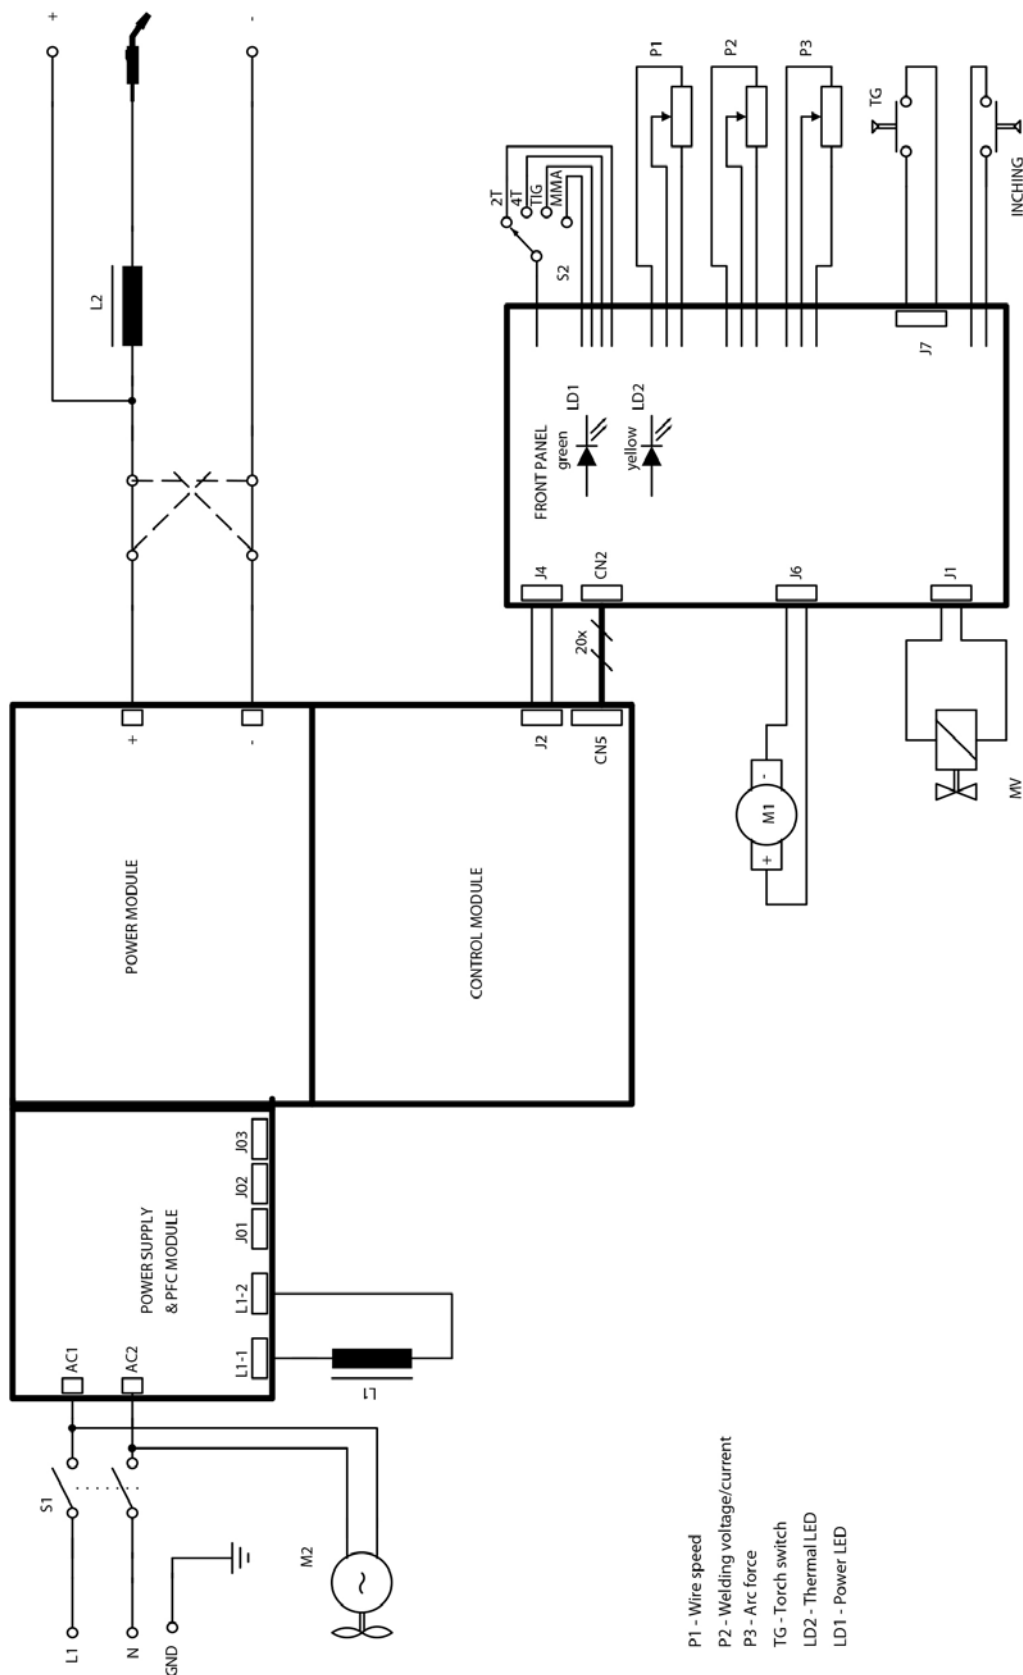 +
-
L2
P1
P2
P3
TG
INCHING
2T
4T
TIG
MMA
S2
J7
LD1
green
LD2
yellow
FRONT PANEL
J4
CN2
J6
J1
20x
+
-
J2
CN5
POWER MODULE
CONTROL MODULE
-
M1
+
MV
J03
J02
J01
L1-2
L1-1
POWER SUPPLY
& PFC MODULE
AC1
AC2
L1
S1
M2
~
L1
N
GND
P1 - Wire speed
P2 - Welding voltage/current
P3 - Arc force
TG - Torch switch
LD2 - Thermal LED
LD1 - Power LED